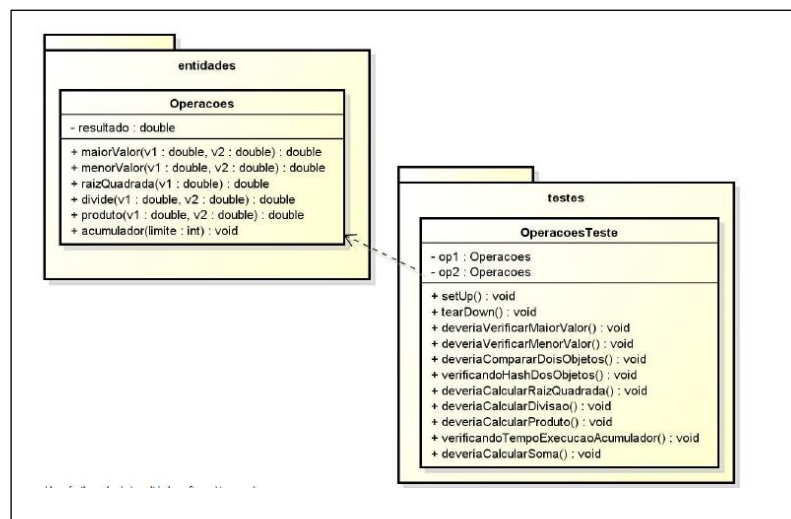 entidades
Operacoes
- resultado : double
+ maiorValor(v1 : double, v2 : double) : double
+ menorValor(v1 : double, v2 : double) : double
+ raizQuadrada(v1 : double) : double
+ divide(v1 : double, v2 : double) : double
+ produto(v1 : double, v2 : double) : double
+ acumulador(limite : int) : void
testes
OperacoesTeste
- op1 : Operacoes
- op2 : Operacoes
+ setUp() : void
+ tearDown() : void
+ deveriaVerificarMaiorValor() : void
+ deveriaVerificarMenorValor() : void
+ deveriaCompararDoisObjetos() : void
+ verificandoHashDosObjetos() : void
+ deveriaCalcularRaizQuadrada() : void
+ deveriaCalcularDivisao() : void
+ deveriaCalcularProduto() : void
+ verificandoTempoExecucaoAcumulador() : void
+ deveriaCalcularSoma() : void